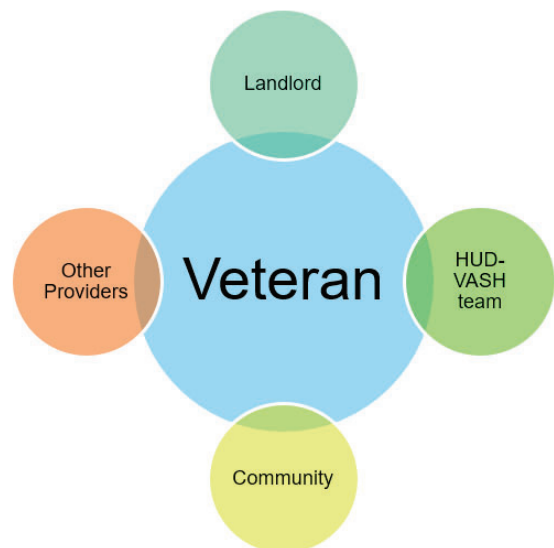 Landlord
Other
Providers
Veteran
HUD-
VASH
team
Community